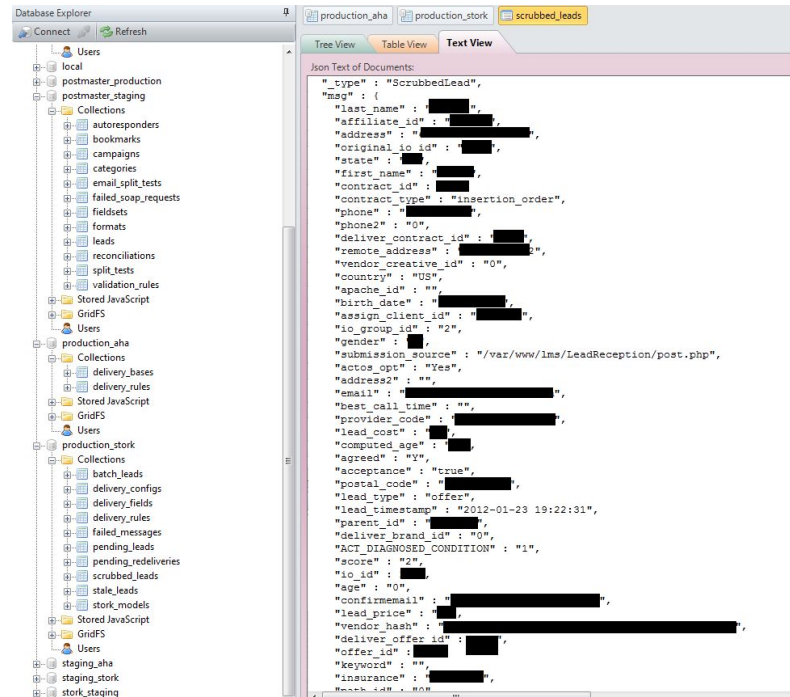 Database Explorer
Connect Refresh
Users
local
postmaster_production
postmaster_staging
Collections
autoresponders
bookmarks
campaigns
categories
email_split_tests
failed_soap_requests
fieldsets
formats
leads
reconciliations
split_tests
validation_rules
Stored JavaScript
GridFS
Users
production_aha
Collections
delivery_bases
delivery_rules
Stored JavaScript
GridFS
Users
production_stork
Collections
batch_leads
delivery_configs
delivery_fields
delivery_rules
failed_messages
pending_leads
pending_redeliveries
scrubbed_leads
stale_leads
stork_models
Stored JavaScript
GridFS
Users
staging_aha
staging_stork
stork_staging
production_aha production_stork scrubbed_leads
Tree View Table View Text View
Json Text of Documents:
"_type" : "ScrubbedLead",
"msg" : {
"last_name" : "",
"affiliate_id" : "",
"address" : "",
"original_io_id" : "",
"state" : "",
"first_name" : "",
"contract_id" :
"contract_type" : "insertion_order",
"phone" : "",
"phone2" : "0",
"deliver_contract_id" : "",
"remote_address" : "2",
"vendor_creative_id" : "0",
"country" : "US",
"apache_id" : "",
"birth_date" : "",
"assign_client_id" : "",
"io_group_id" : "2",
"gender" : "",
"submission_source" : "/var/www/lms/LeadReception/post.php",
"actos_opt" : "Yes",
"address2" : "",
"email" : "",
"best_call_time" : "",
"provider_code" : "",
"lead_cost" : "",
"computed_age" : "",
"agreed" : "Y",
"acceptance" : "true",
"postal_code" : "",
"lead_type" : "offer",
"lead_timestamp" : "2012-01-23 19:22:31",
"parent_id" : "",
"deliver_brand_id" : "0",
"ACT_DIAGNOSED_CONDITION" : "1",
"score" : "2",
"io_id" : ,
"age" : "0",
"confirmemail" : "",
"lead_price" : "",
"vendor_hash" : "",
"deliver_offer_id" :
"offer_id" :
"keyword" : "",
"insurance" : "",